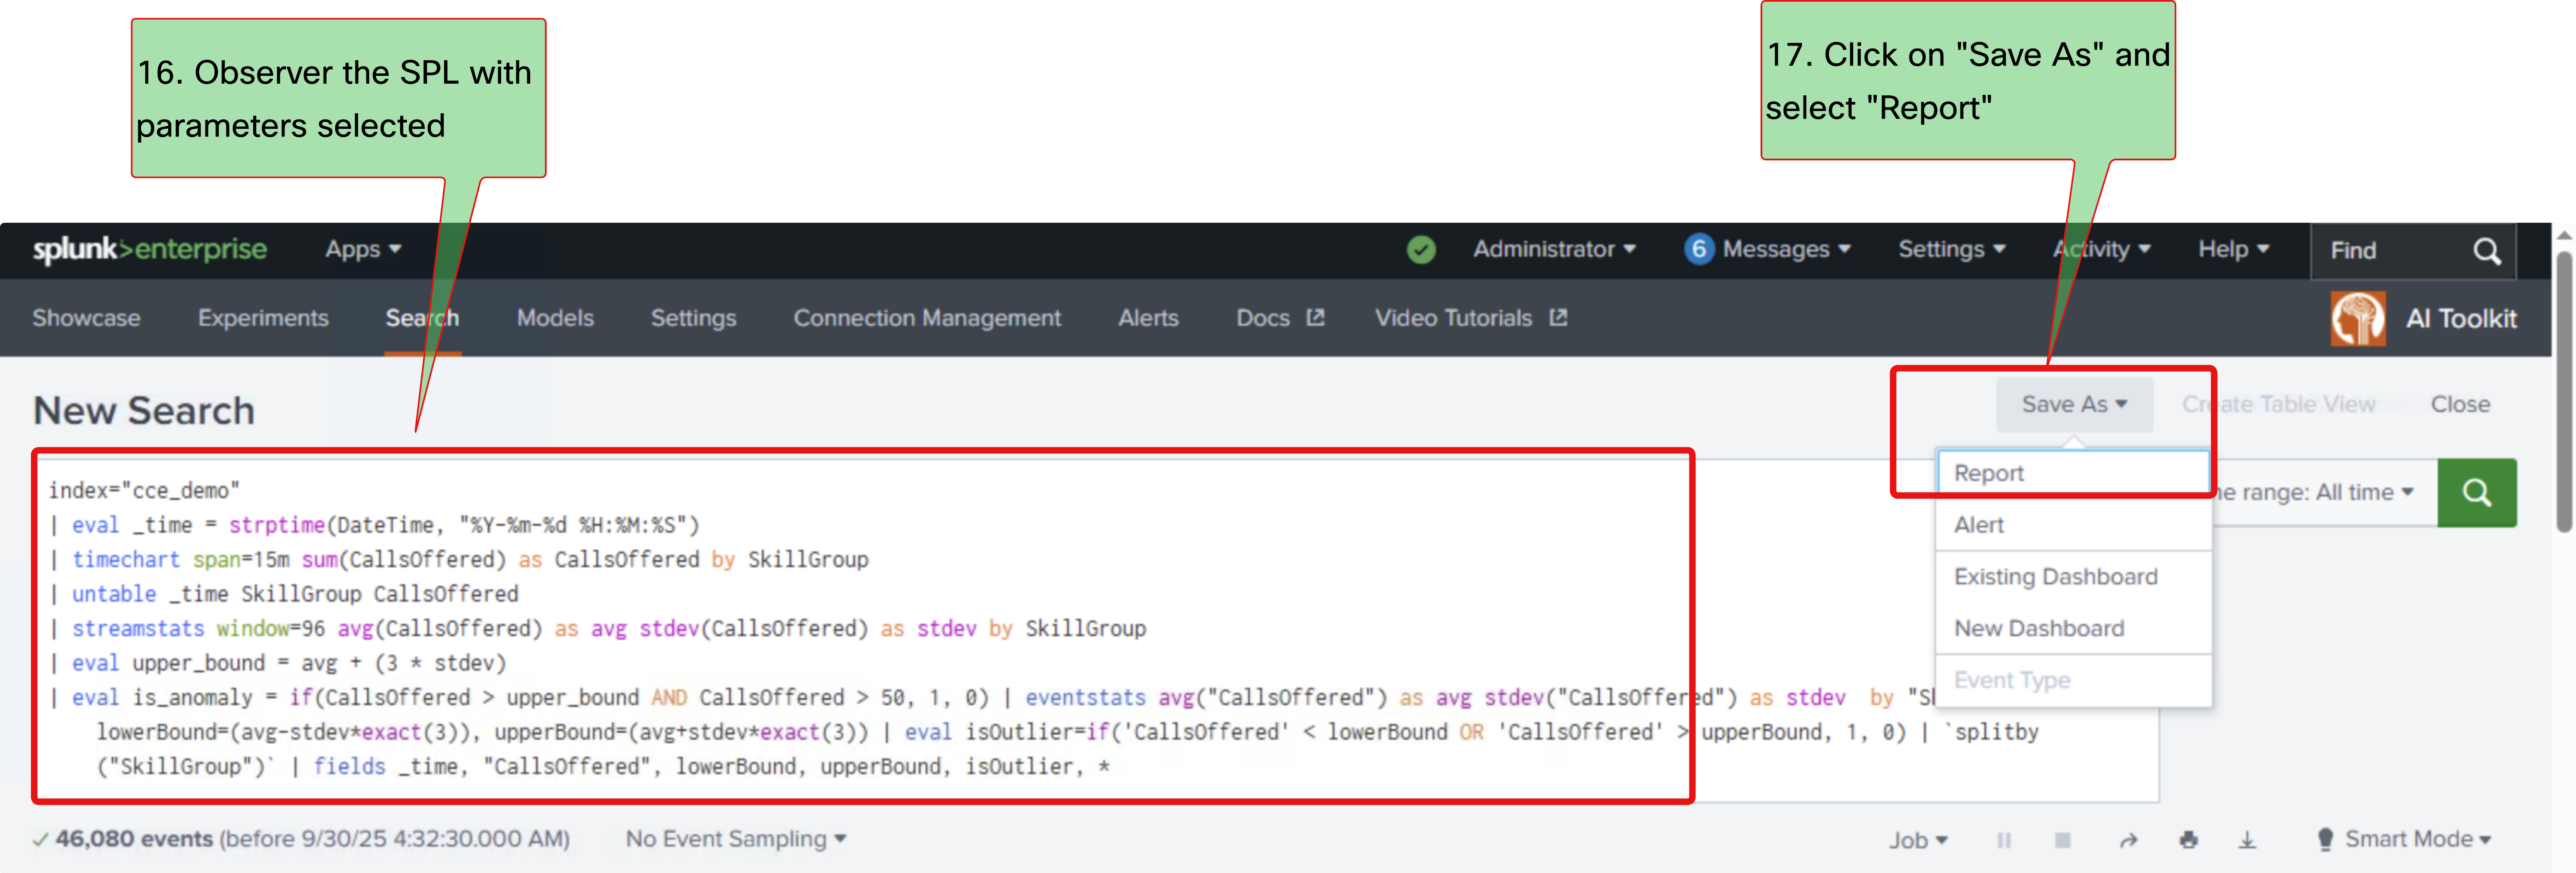 16. Observer the SPL with
parameters selected
17. Click on "Save As" and
select "Report"
splunk>enterprise Apps Administrator 6 Messages Settings Activity Help Find
Showcase Experiments Search Models Settings Connection Management Alerts Docs Video Tutorials AI Toolkit
New Search Save As Create Table View Close
Report
Alert
Existing Dashboard
New Dashboard
Event Type
range: All time
index="cce_demo"
| eval _time = strptime(DateTime, "%Y-%m-%d %H:%M:%S")
| timechart span=15m sum(CallsOffered) as CallsOffered by SkillGroup
| untable _time SkillGroup CallsOffered
| streamstats window=96 avg(CallsOffered) as avg stdev(CallsOffered) as stdev by SkillGroup
| eval upper_bound = avg + (3 * stdev)
| eval is_anomaly = if(CallsOffered > upper_bound AND CallsOffered > 50, 1, 0) | eventstats avg("CallsOffered") as avg stdev("CallsOffered") as stdev by
lowerBound=(avg-stdev*exact(3)), upperBound=(avg+stdev*exact(3)) | eval isOutlier=if('CallsOffered' < lowerBound OR 'CallsOffered' > upperBound, 1, 0) | `splitby
("SkillGroup")` | fields _time, "CallsOffered", lowerBound, upperBound, isOutlier, *
46,080 events (before 9/30/25 4:32:30.000 AM) No Event Sampling Job Smart Mode